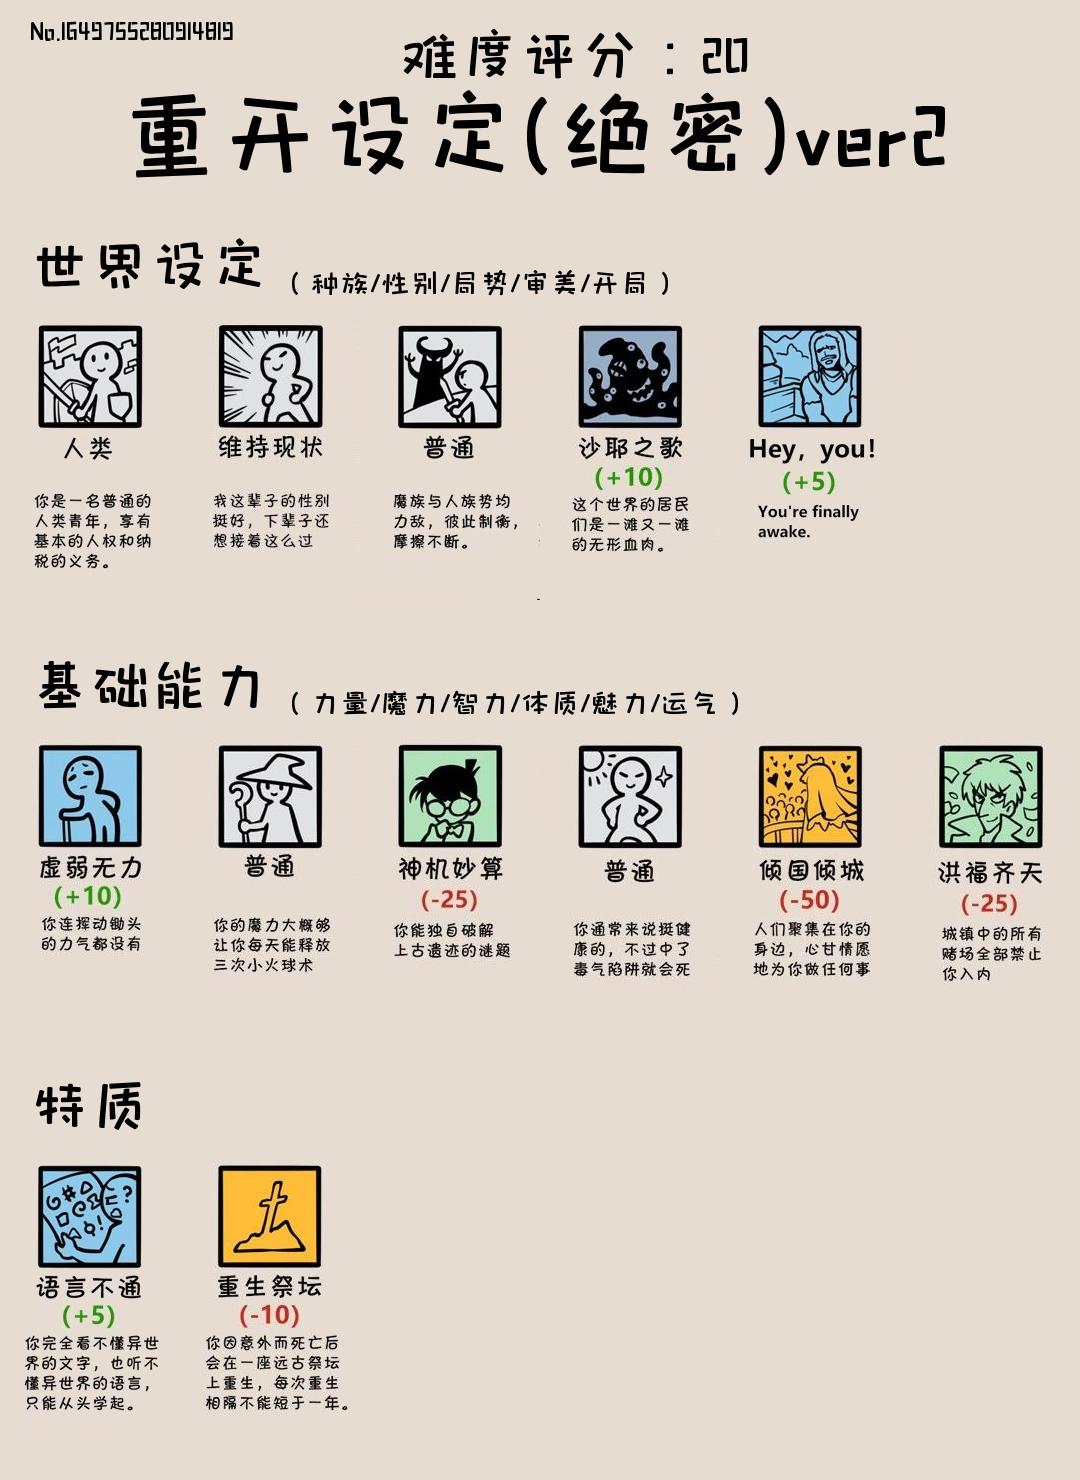 No.1649755280914819
难度评分：20
重开设定(绝密)ver2
世界设定（种族/性别/局势/审美/开局）
人类
你是一名普通的
人类青年，享有
基本的人权和纳
税的义务。
维持现状
我这辈子的性别
挺好，下辈子还
想接着这么过
普通
魔族与人族势均
力敌，彼此制衡，
摩擦不断。
沙耶之歌
(+10)
这个世界的居民
们是一滩又一滩
的无形血肉。
Hey, you!
(+5)
You're finally
awake.
基础能力（力量/魔力/智力/体质/魅力/运气）
虚弱无力
(+10)
你连挥动锄头
的力气都没有
普通
你的魔力大概够
让你每天能释放
三次小火球术
神机妙算
(-25)
你能独自破解
上古遗迹的谜题
普通
你通常来说挺健
康的，不过中了
毒气陷阱就会死
倾国倾城
(-50)
人们聚集在你的
身边，心甘情愿
地为你做任何事
洪福齐天
(-25)
城镇中的所有
赌场全部禁止
你入内
特质
语言不通
(+5)
你完全看不懂异世
界的文字，也听不
懂异世界的语言，
只能从头学起。
重生祭坛
(-10)
你因意外而死亡后
会在一座远古祭坛
上重生，每次重生
相隔不能短于一年。